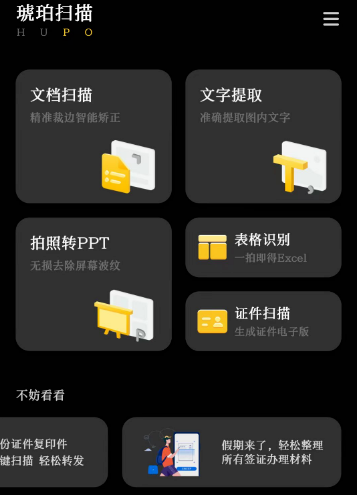 琥珀扫描
HUPO
文档扫描
精准裁边智能矫正
文字提取
准确提取图内文字
拍照转PPT
无损去除屏幕波纹
表格识别
一拍即得Excel
证件扫描
生成证件电子版
不妨看看
份证件复印件
键扫描 轻松转发
假期来了，轻松整理
所有签证办理材料